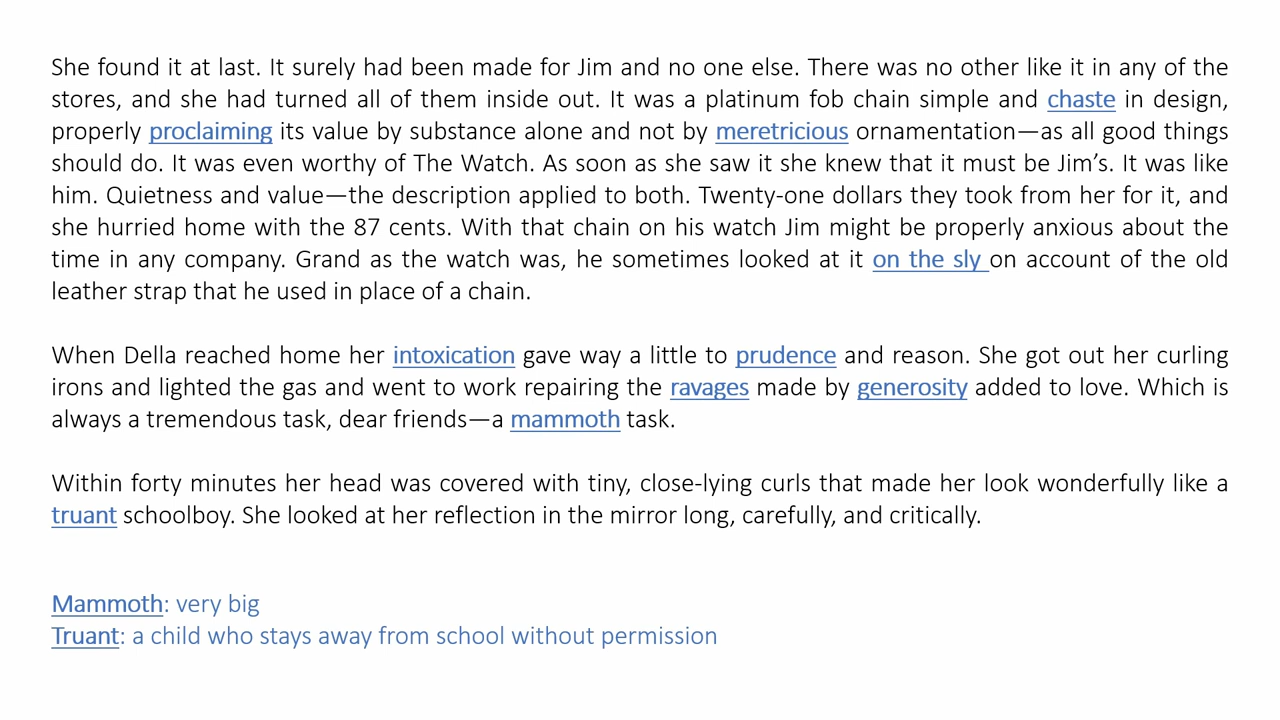 She found it at last. It surely had been made for Jim and no one else. There was no other like it in any of the
stores, and she had turned all of them inside out. It was a platinum fob chain simple and chaste in design,
properly proclaiming its value by substance alone and not by meretricious ornamentation—as all good things
should do. It was even worthy of The Watch. As soon as she saw it she knew that it must be Jim’s. It was like
him. Quietness and value—the description applied to both. Twenty-one dollars they took from her for it, and
she hurried home with the 87 cents. With that chain on his watch Jim might be properly anxious about the
time in any company. Grand as the watch was, he sometimes looked at it on the sly on account of the old
leather strap that he used in place of a chain.
When Della reached home her intoxication gave way a little to prudence and reason. She got out her curling
irons and lighted the gas and went to work repairing the ravages made by generosity added to love. Which is
always a tremendous task, dear friends—a mammoth task.
Within forty minutes her head was covered with tiny, close-lying curls that made her look wonderfully like a
truant schoolboy. She looked at her reflection in the mirror long, carefully, and critically.
Mammoth: very big
Truant: a child who stays away from school without permission